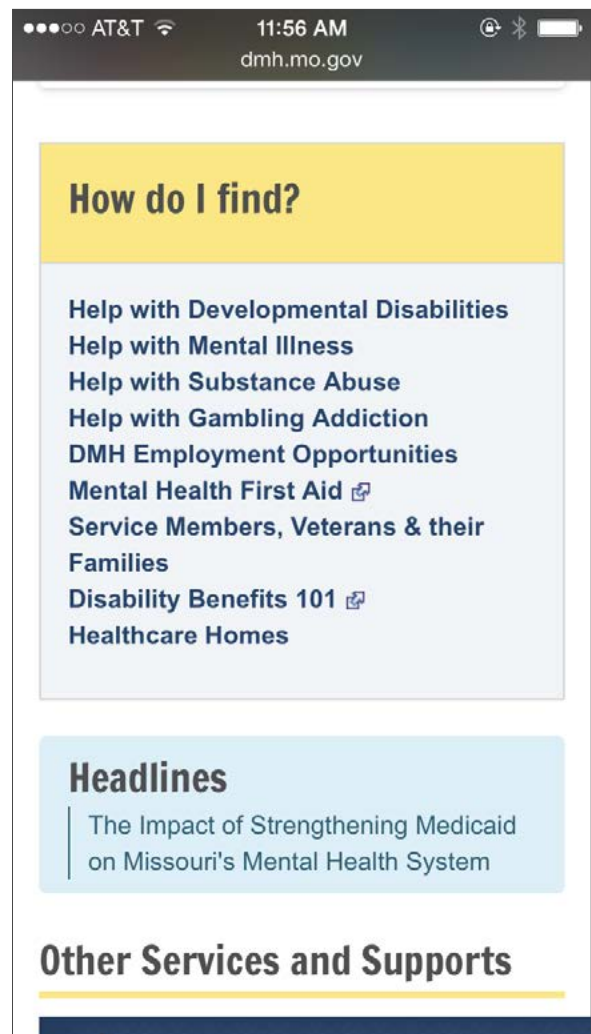 AT&T 11:56 AM
dmh.mo.gov
How do I find?
Help with Developmental Disabilities
Help with Mental Illness
Help with Substance Abuse
Help with Gambling Addiction
DMH Employment Opportunities
Mental Health First Aid
Service Members, Veterans & their
Families
Disability Benefits 101
Healthcare Homes
Headlines
The Impact of Strengthening Medicaid
on Missouri's Mental Health System
Other Services and Supports